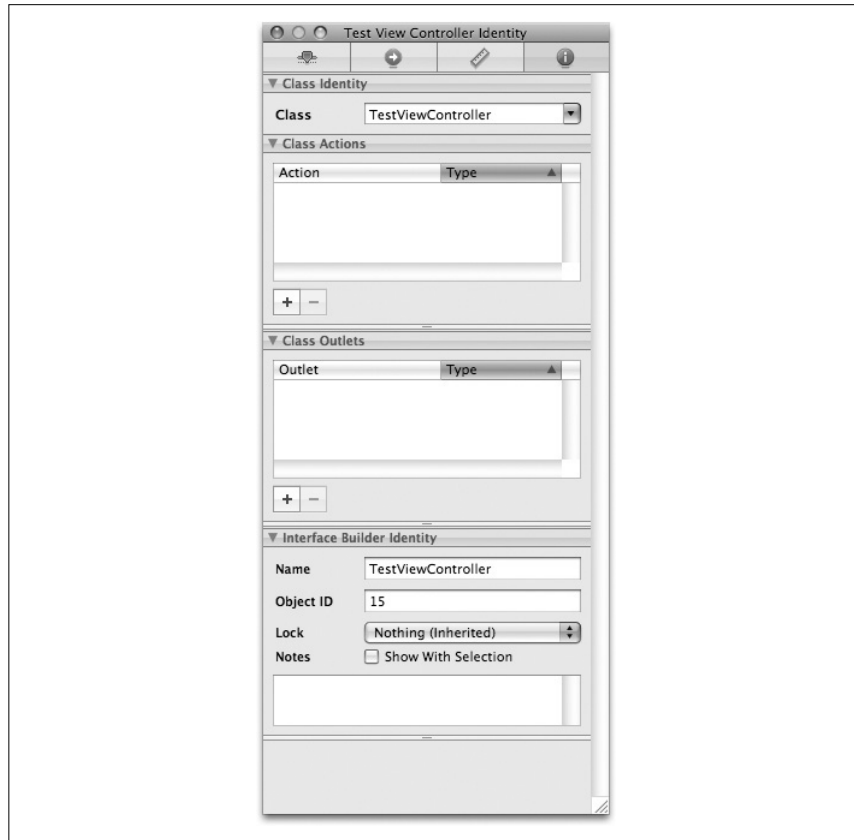 Test View Controller Identity
Class Identity
Class TestViewController
Class Actions
Action Type
+ −
Class Outlets
Outlet Type
+ −
Interface Builder Identity
Name TestViewController
Object ID 15
Lock Nothing (Inherited)
Notes Show With Selection